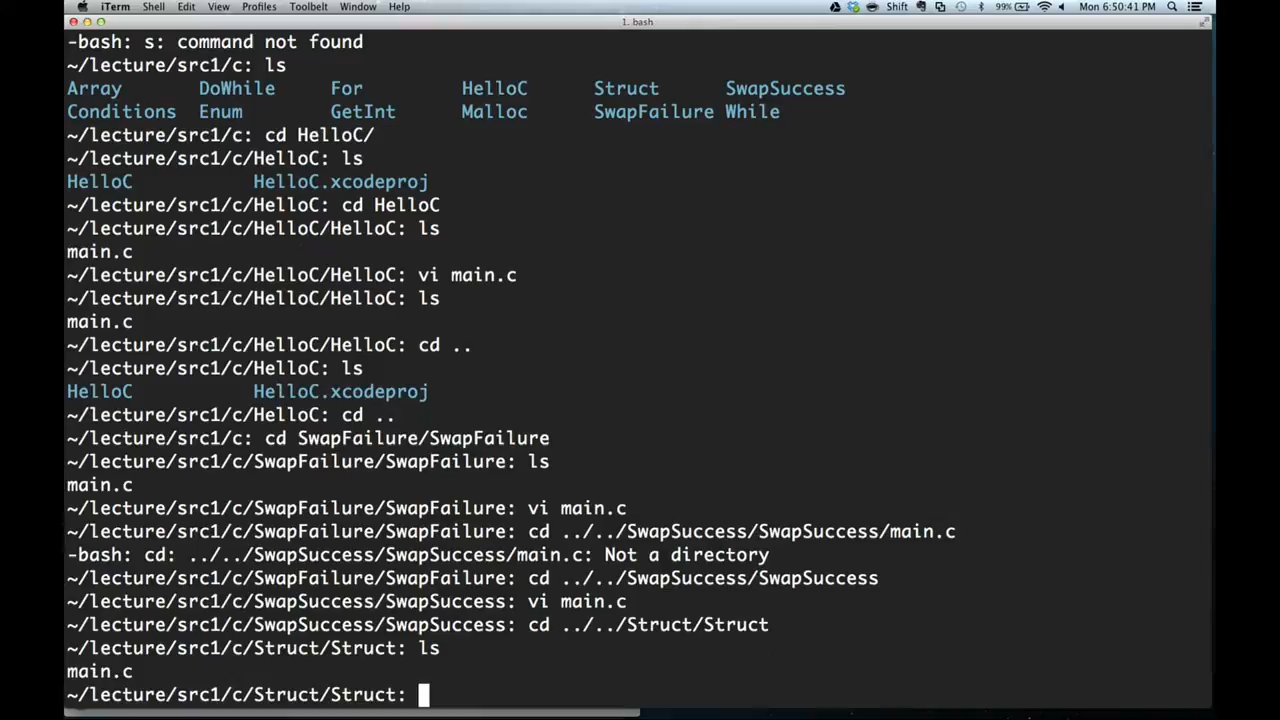 iTerm Shell Edit View Profiles Toolbelt Window Help Shift 99% Mon 6:50:41 PM
1. bash
-bash: s: command not found
~/lecture/src1/c: ls
Array DoWhile For HelloC Struct SwapSuccess
Conditions Enum GetInt Malloc SwapFailure While
~/lecture/src1/c: cd HelloC/
~/lecture/src1/c/HelloC: ls
HelloC HelloC.xcodeproj
~/lecture/src1/c/HelloC: cd HelloC
~/lecture/src1/c/HelloC/HelloC: ls
main.c
~/lecture/src1/c/HelloC/HelloC: vi main.c
~/lecture/src1/c/HelloC/HelloC: ls
main.c
~/lecture/src1/c/HelloC/HelloC: cd ..
~/lecture/src1/c/HelloC: ls
HelloC HelloC.xcodeproj
~/lecture/src1/c/HelloC: cd ..
~/lecture/src1/c: cd SwapFailure/SwapFailure
~/lecture/src1/c/SwapFailure/SwapFailure: ls
main.c
~/lecture/src1/c/SwapFailure/SwapFailure: vi main.c
~/lecture/src1/c/SwapFailure/SwapFailure: cd ../../SwapSuccess/SwapSuccess/main.c
-bash: cd: ../../SwapSuccess/SwapSuccess/main.c: Not a directory
~/lecture/src1/c/SwapFailure/SwapFailure: cd ../../SwapSuccess/SwapSuccess
~/lecture/src1/c/SwapSuccess/SwapSuccess: vi main.c
~/lecture/src1/c/SwapSuccess/SwapSuccess: cd ../../Struct/Struct
~/lecture/src1/c/Struct/Struct: ls
main.c
~/lecture/src1/c/Struct/Struct: